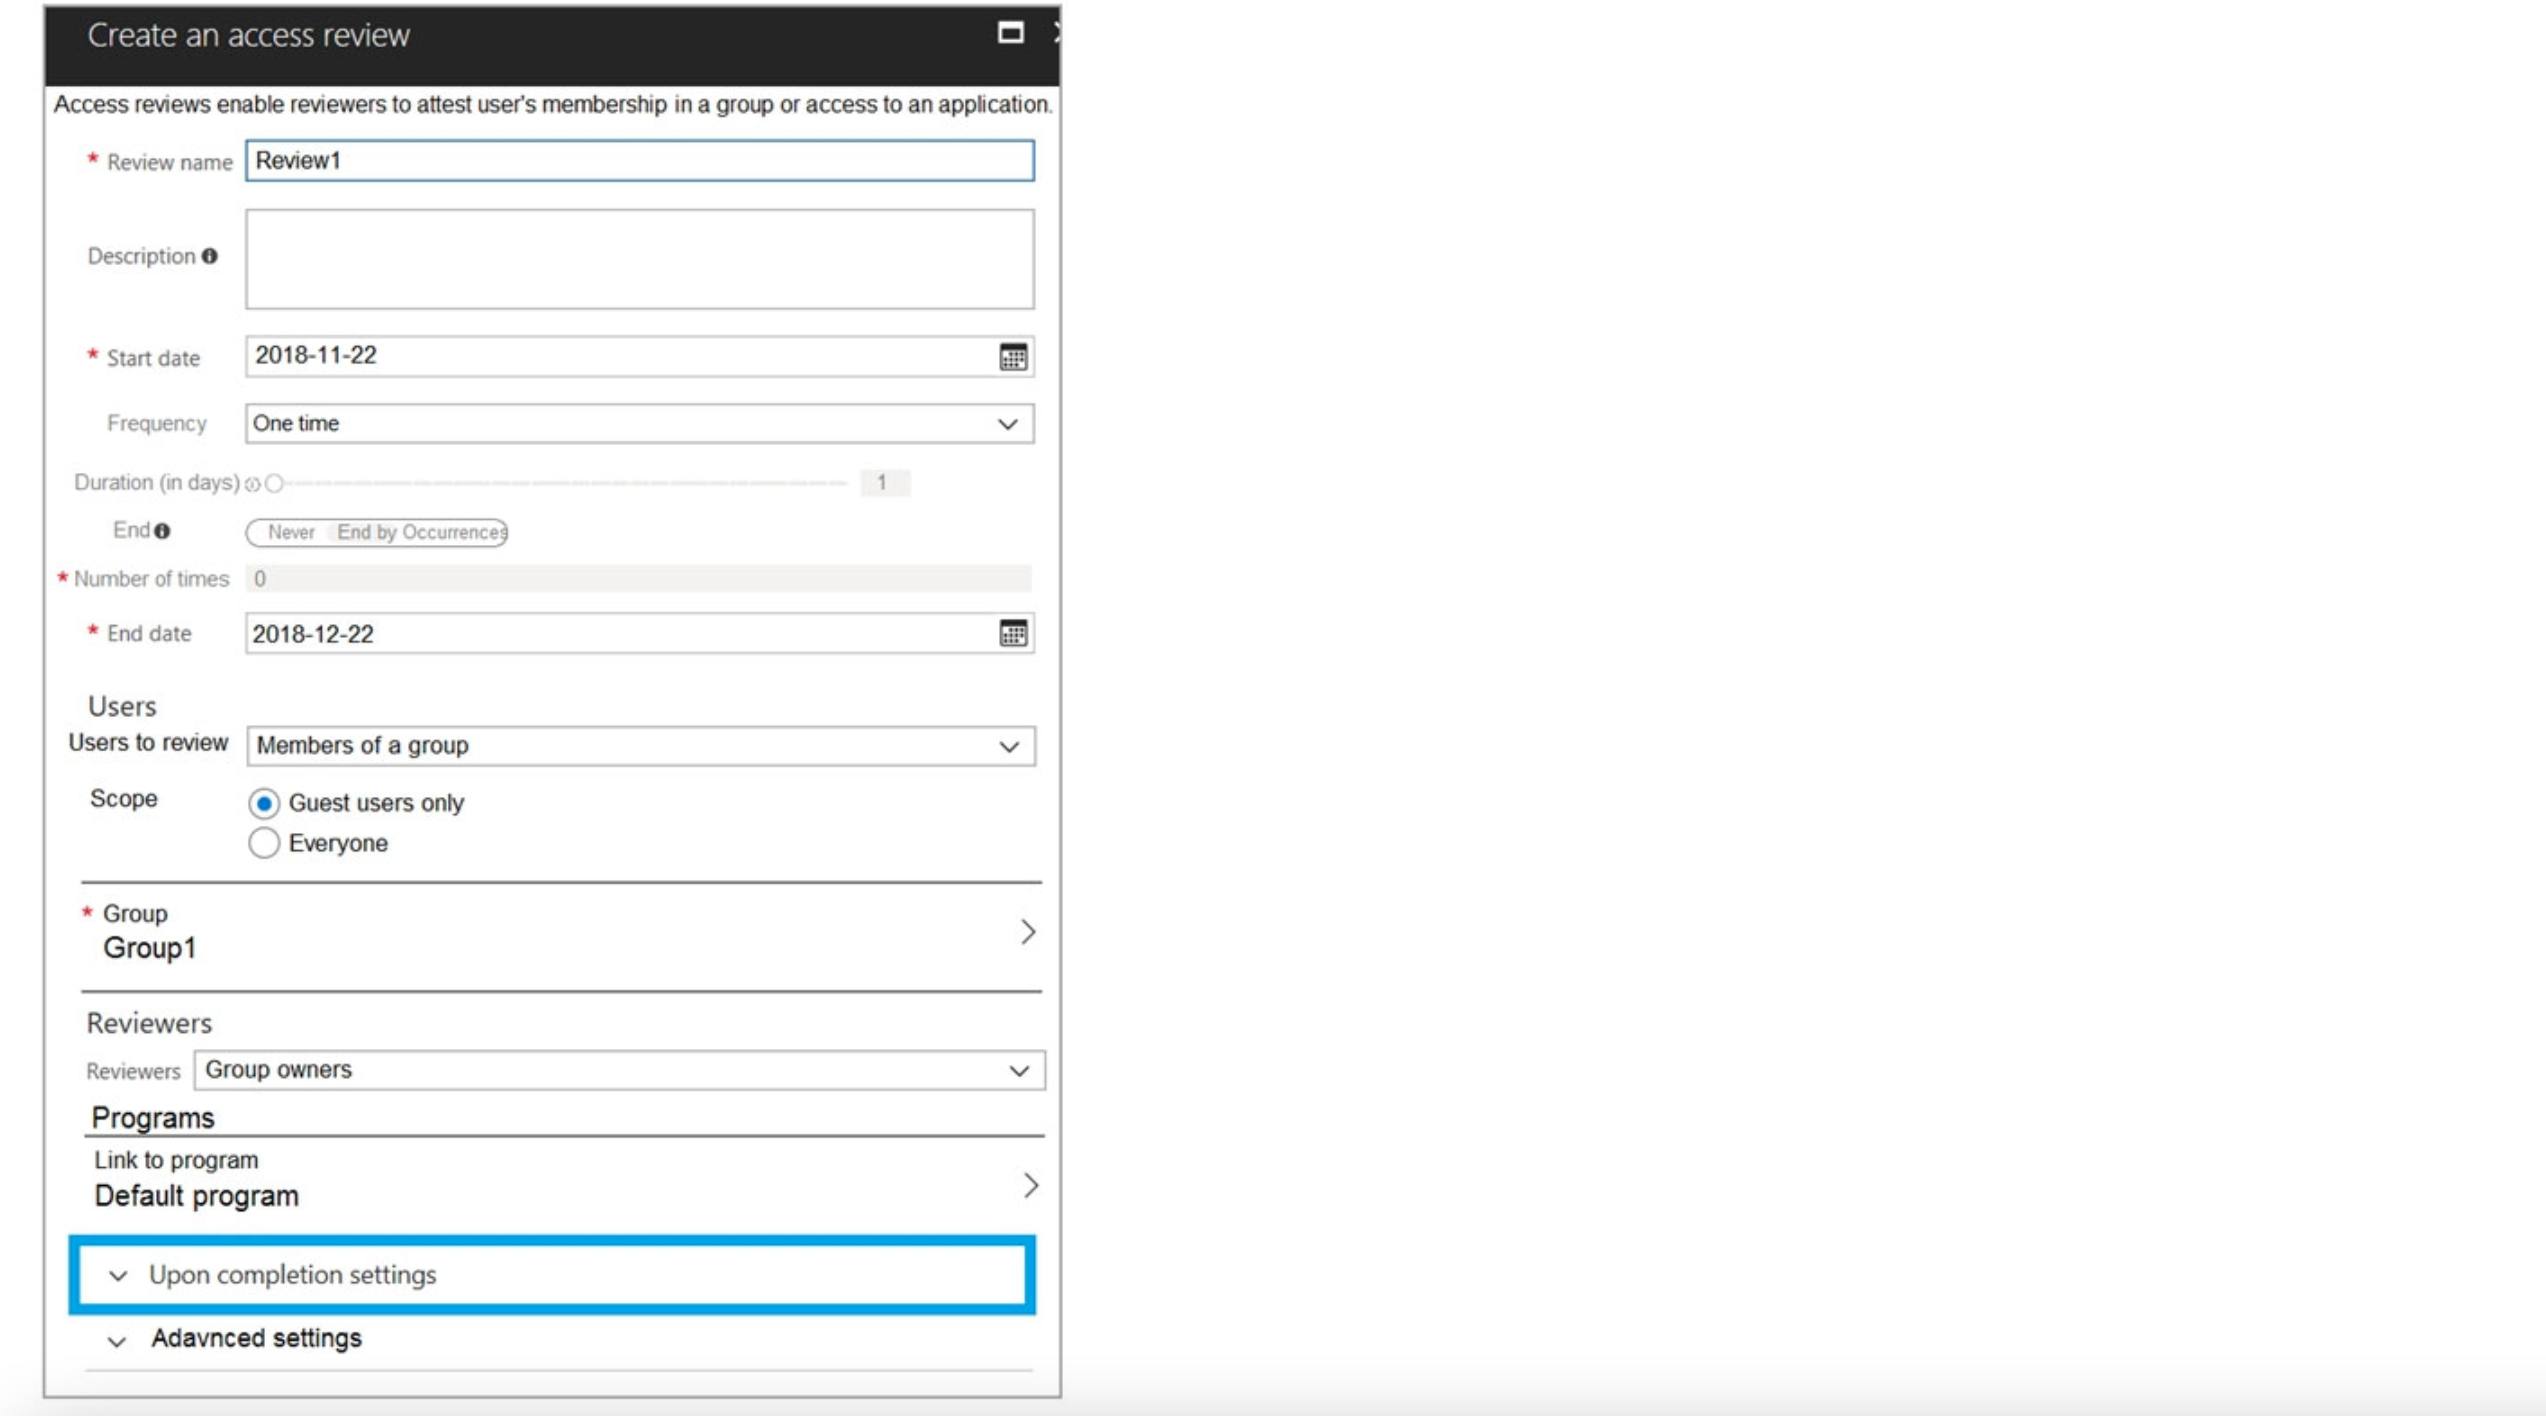 Create an access review
Access reviews enable reviewers to attest user's membership in a group or access to an application.
* Review name Review1
Description
* Start date 2018-11-22
Frequency One time
Duration (in days) 1
End Never End by Occurrences
* Number of times 0
* End date 2018-12-22
Users
Users to review Members of a group
Scope Guest users only
Everyone
* Group
Group1
Reviewers
Reviewers Group owners
Programs
Link to program
Default program
Upon completion settings
Adavnced settings